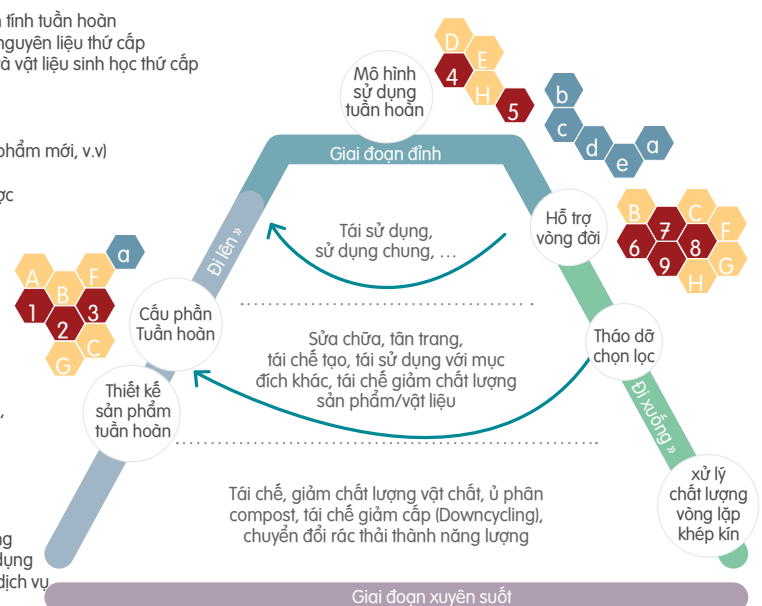 tính tuần hoàn
nguyên liệu thứ cấp
và vật liệu sinh học thứ cấp
phẩm mới, v.v)
D
E
4
H
5
Mô hình
sử dụng
tuần hoàn
b
c
d
e
a
Giai đoạn đỉnh
Đi lên »
Tái sử dụng,
sử dụng chung, ...
Hỗ trợ
vòng đời
B
7
C
F
6
8
9
G
H
a
A
F
B
1
3
2
C
G
Cấu phần
Tuần hoàn
Thiết kế
sản phẩm
tuần hoàn
Sửa chữa, tân trang,
tái chế tạo, tái sử dụng với mục
đích khác, tái chế giảm chất lượng
sản phẩm/vật liệu
Tháo dỡ
chọn lọc
Đi xuống »
Tái chế, giảm chất lượng vật chất, ủ phân
compost, tái chế giảm cấp (Downcycling),
chuyển đổi rác thải thành năng lượng
xử lý
chất lượng
vòng lặp
khép kín
dụng
dịch vụ
Giai đoạn xuyên suốt